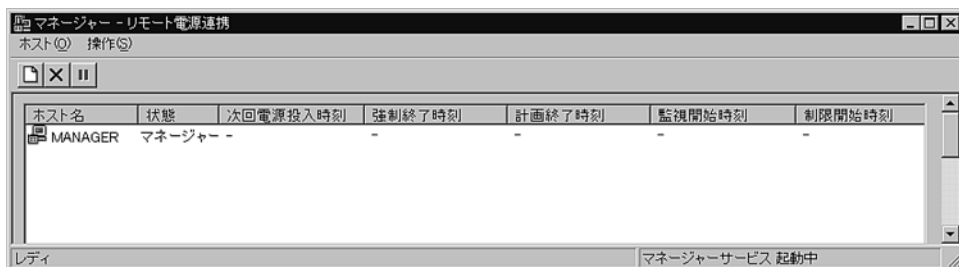 マネージャー - リモート電源連携
ホスト(O) 操作(S)
ホスト名 状態 次回電源投入時刻 強制終了時刻 計画終了時刻 監視開始時刻 制限開始時刻
MANAGER マネージャー - - - - -
レディ マネージャーサービス 起動中